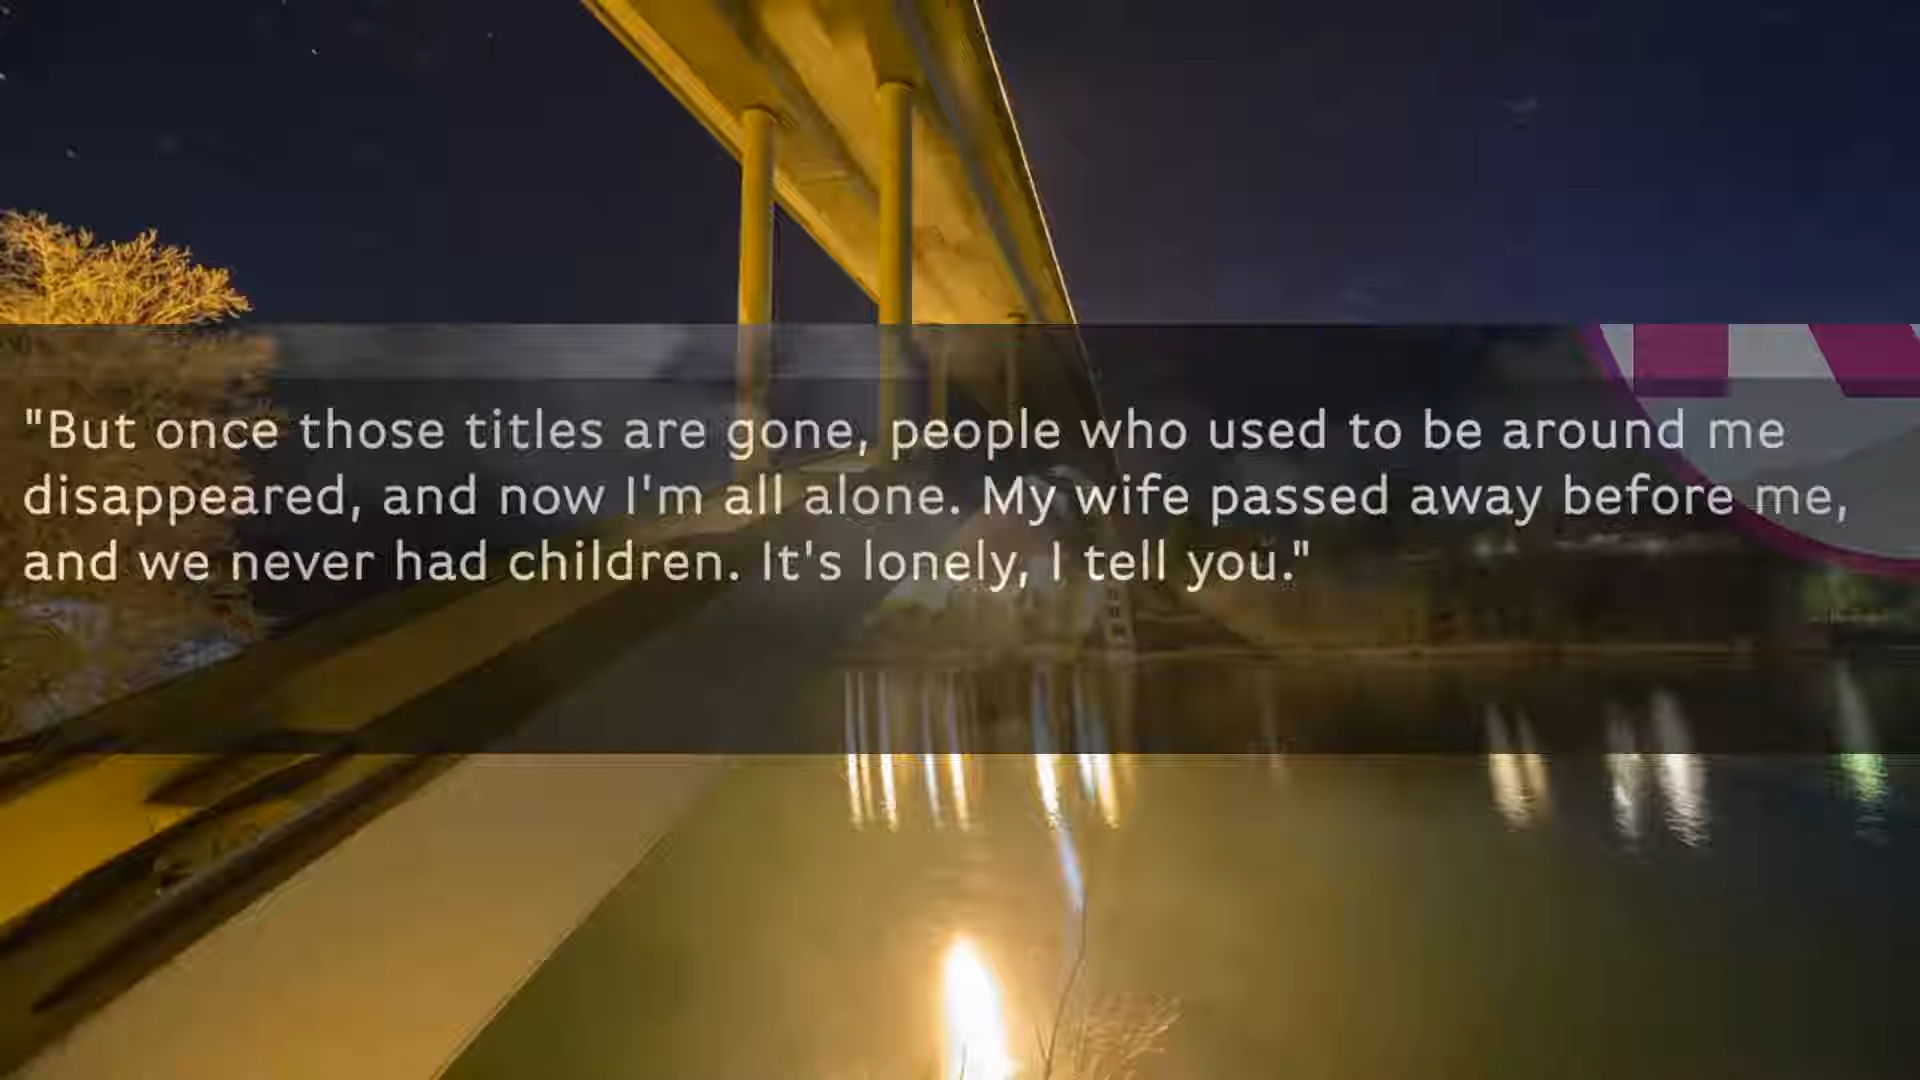 "But once those titles are gone, people who used to be around me
disappeared, and now I'm all alone. My wife passed away before me,
and we never had children. It's lonely, I tell you."